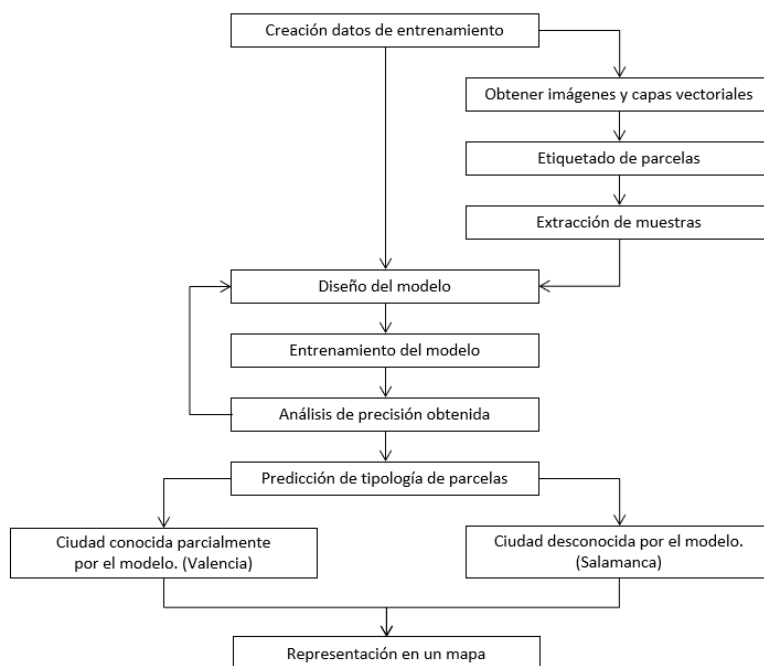 Creación datos de entrenamiento
Obtener imágenes y capas vectoriales
Etiquetado de parcelas
Extracción de muestras
Diseño del modelo
Entrenamiento del modelo
Análisis de precisión obtenida
Predicción de tipología de parcelas
Ciudad conocida parcialmente
por el modelo. (Valencia)
Ciudad desconocida por el modelo.
(Salamanca)
Representación en un mapa